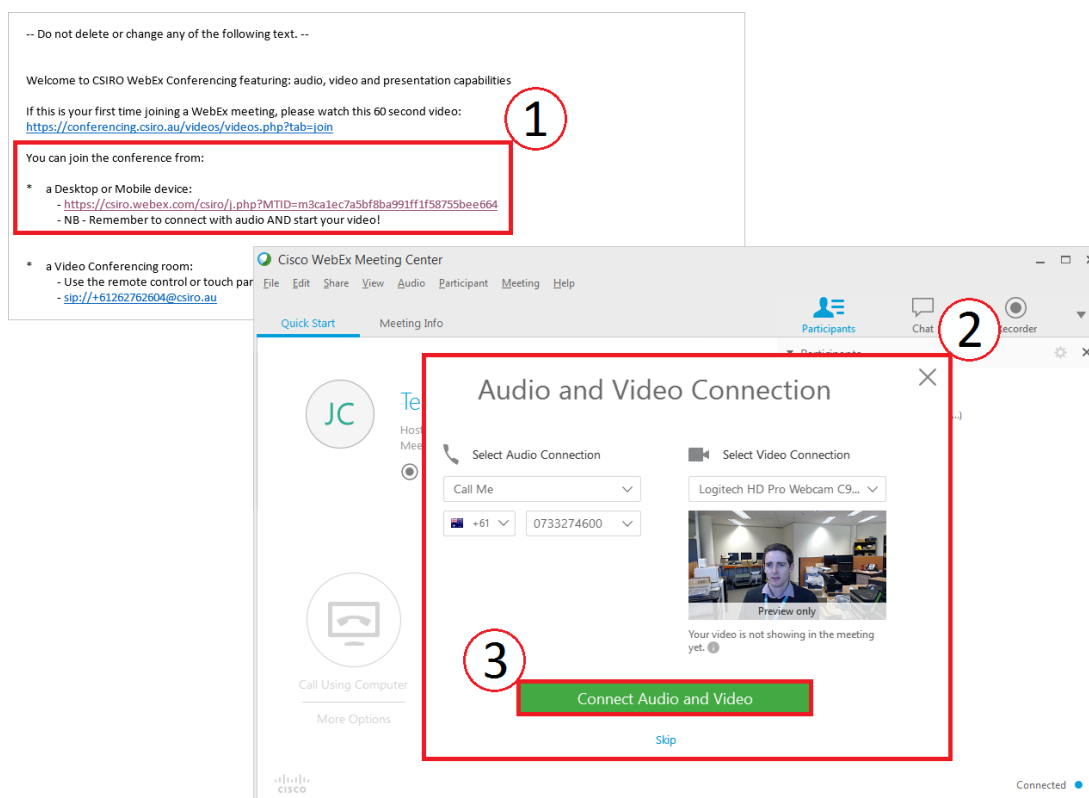 -- Do not delete or change any of the following text. --
Welcome to CSIRO WebEx Conferencing featuring: audio, video and presentation capabilities
If this is your first time joining a WebEx meeting, please watch this 60 second video:
https://conferencing.csiro.au/videos/videos.php?tab=join
1
You can join the conference from:
* a Desktop or Mobile device:
- https://csiro.webex.com/csiro/j.php?MTID=m3ca1ec7a5bf8ba991ff1f58755bee664
- NB - Remember to connect with audio AND start your video!
* a Video Conferencing room:
- Use the remote control or touch
- sip://+61262762604@csiro.au
Cisco WebEx Meeting Center
File Edit Share View Audio Participant Meeting Help
Quick Start Meeting Info
Participants Chat 2
Participants
Audio and Video Connection
JC
Select Audio Connection Select Video Connection
Call Me Logitech HD Pro Webcam C9...
+61 0733274600
Preview only
Your video is not showing in the meeting
yet.
3
Connect Audio and Video
Skip
Call Using Computer
More Options
cisco
Connected